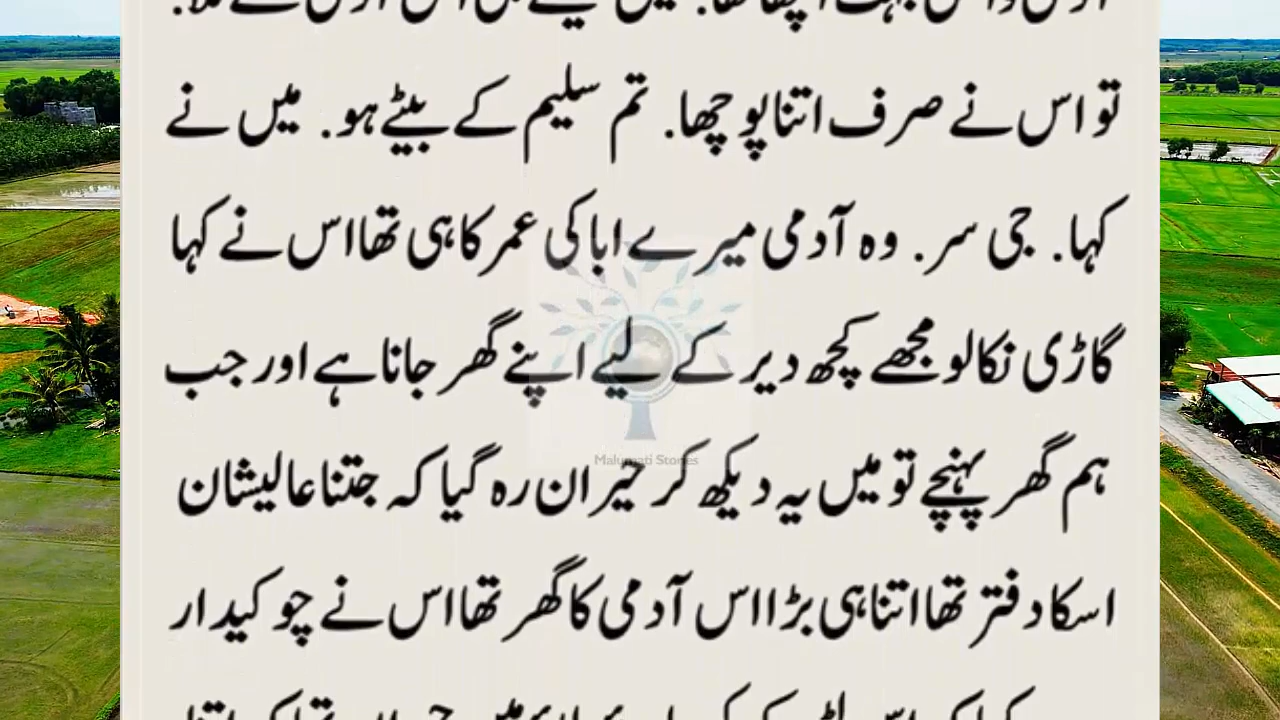 تو اس نے صرف اتنا پوچھا. تم سلیم کے بیٹے ہو. میں نے
کہا. جی سر. وہ آدمی میرے ابا کی عمر کا ہی تھا اس نے کہا
گاڑی نکالو مجھے کچھ دیر کے لیے اپنے گھر جانا ہے اور جب
ہم گھر پہنچے تو میں یہ دیکھ کر حیران رہ گیا کہ جتنا عالیشان
اسکا دفتر تھا اتنا ہی بڑا اس آدمی کا گھر تھا اس نے چوکیدار
Malumati Stories